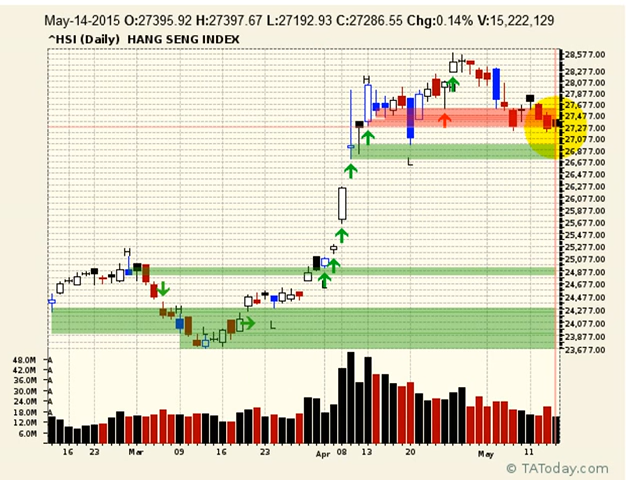 May-14-2015 O:27395.92 H:27397.67 L:27192.93 C:27286.55 Chg:0.14% V:15,222,129
^HSI (Daily) HANG SENG INDEX
28,577.00
28,277.00
28,077.00
27,877.00
27,677.00
27,477.00
27,277.00
27,077.00
26,877.00
26,677.00
26,477.00
26,277.00
26,077.00
25,877.00
25,677.00
25,477.00
25,277.00
25,077.00
24,877.00
24,677.00
24,477.00
24,277.00
24,077.00
23,877.00
23,677.00
H
H
H
L
L
L
48.0M A
42.0M A
36.0M A
30.0M A
24.0M A
18.0M A
12.0M A
6.0M A
16 23 Mar 09 16 23 Apr 08 13 20 May 11
© TAToday.com